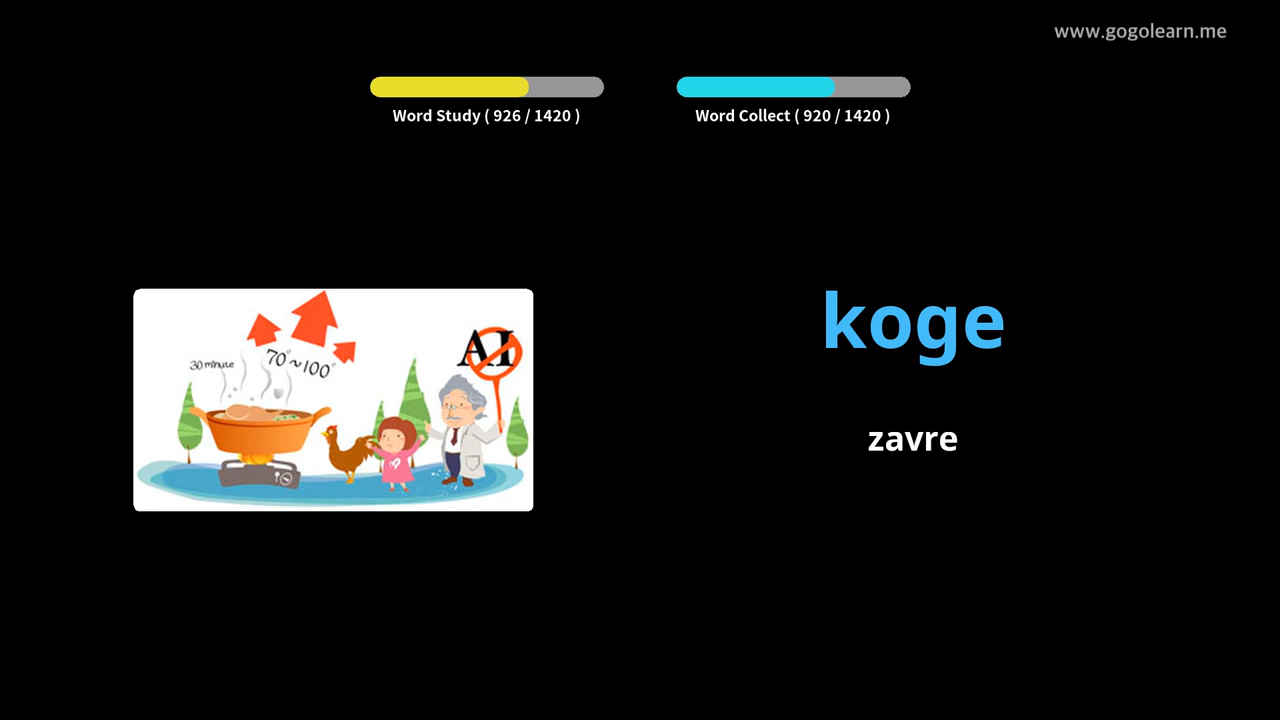 www.gogolearn.me
Word Study ( 926 / 1420 )
Word Collect ( 920 / 1420 )
30 minute
70°~100°
AI
koge
zavre